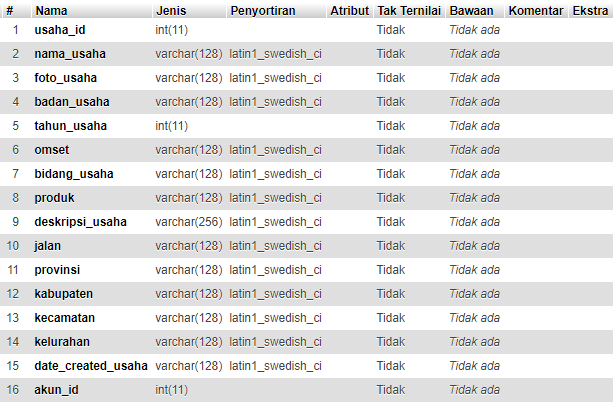 # Nama Jenis Penyortiran Atribut Tak Ternilai Bawaan Komentar Ekstra
1 usaha_id int(11) Tidak Tidak ada
2 nama_usaha varchar(128) latin1_swedish_ci Tidak Tidak ada
3 foto_usaha varchar(128) latin1_swedish_ci Tidak Tidak ada
4 badan_usaha varchar(128) latin1_swedish_ci Tidak Tidak ada
5 tahun_usaha int(11) Tidak Tidak ada
6 omset varchar(128) latin1_swedish_ci Tidak Tidak ada
7 bidang_usaha varchar(128) latin1_swedish_ci Tidak Tidak ada
8 produk varchar(128) latin1_swedish_ci Tidak Tidak ada
9 deskripsi_usaha varchar(256) latin1_swedish_ci Tidak Tidak ada
10 jalan varchar(128) latin1_swedish_ci Tidak Tidak ada
11 provinsi varchar(128) latin1_swedish_ci Tidak Tidak ada
12 kabupaten varchar(128) latin1_swedish_ci Tidak Tidak ada
13 kecamatan varchar(128) latin1_swedish_ci Tidak Tidak ada
14 kelurahan varchar(128) latin1_swedish_ci Tidak Tidak ada
15 date_created_usaha varchar(128) latin1_swedish_ci Tidak Tidak ada
16 akun_id int(11) Tidak Tidak ada